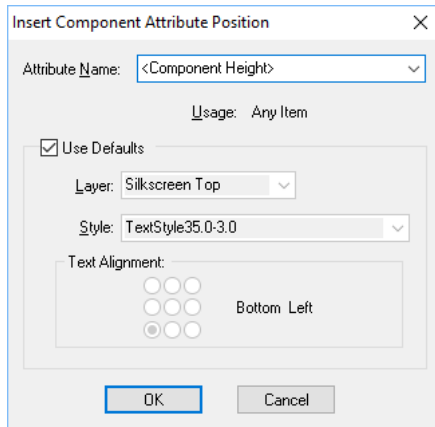 Insert Component Attribute Position
Attribute Name: <Component Height>
Usage: Any Item
Use Defaults
Layer: Silkscreen Top
Style: TextStyle35.0-3.0
Text Alignment:
Bottom Left
OK Cancel